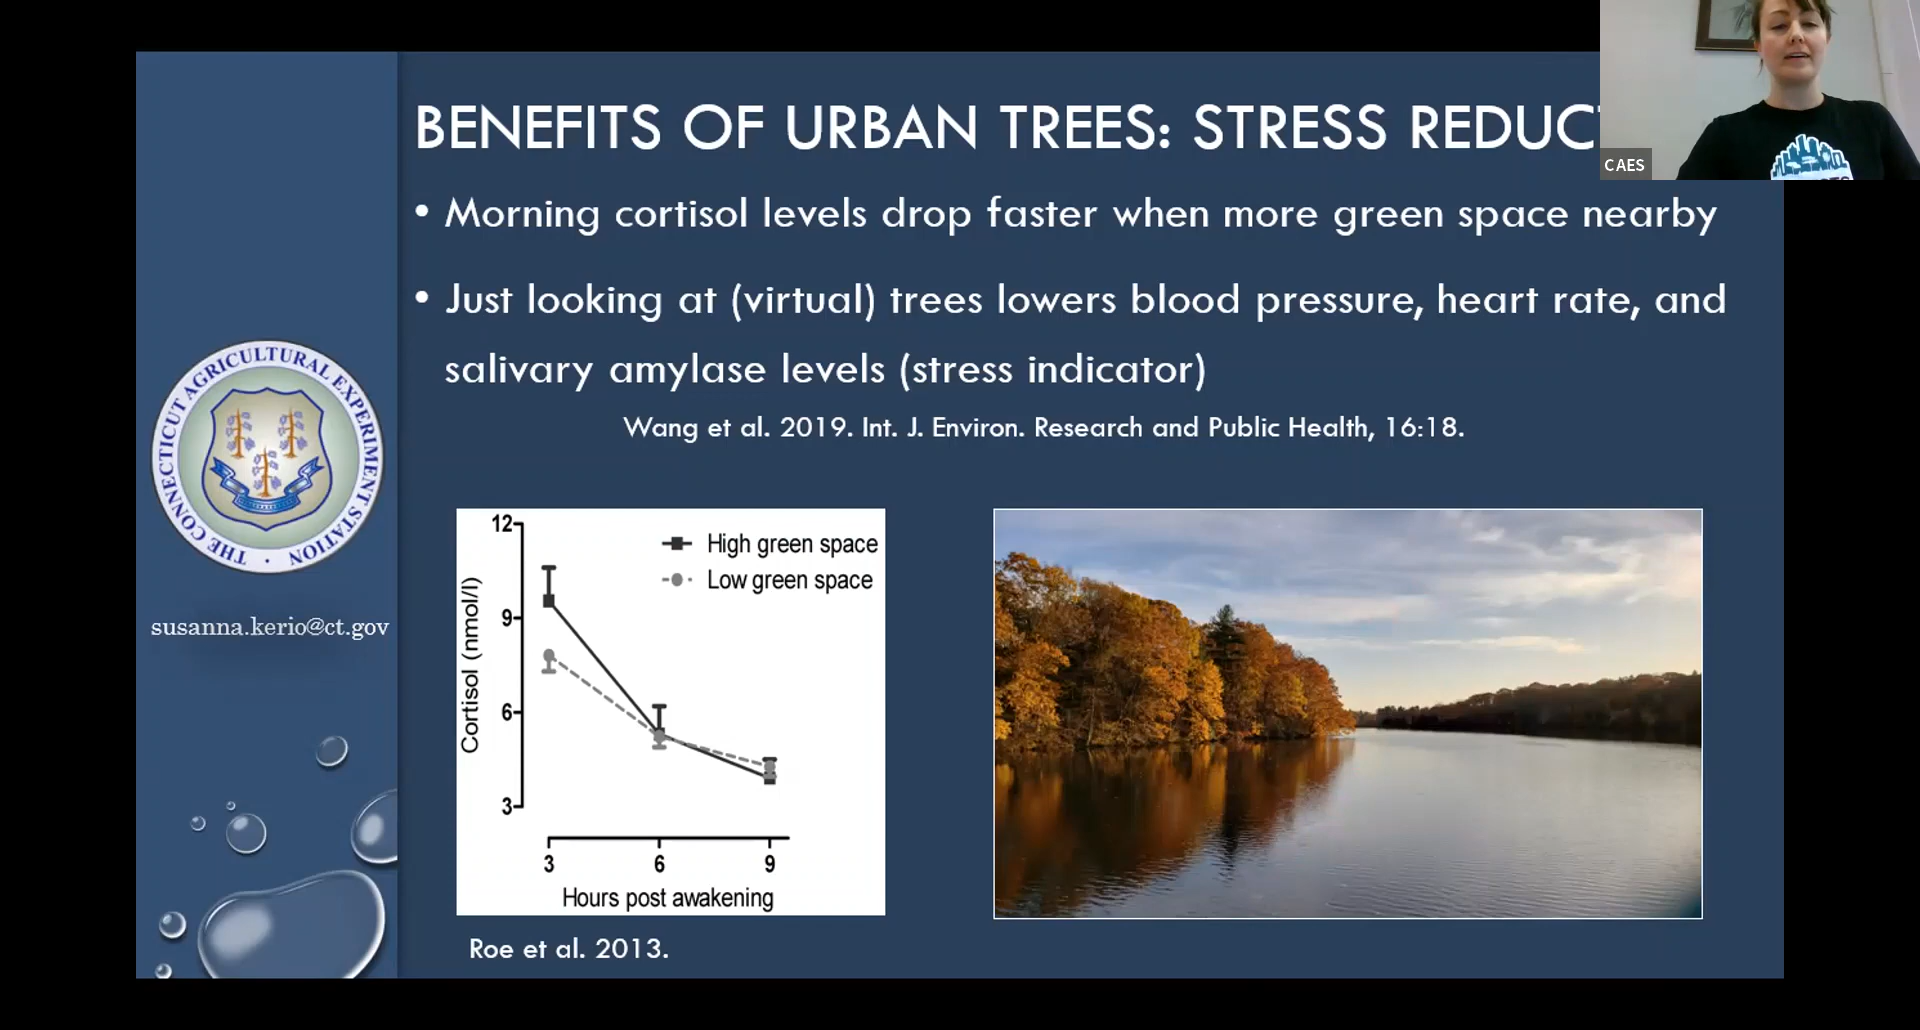 BENEFITS OF URBAN TREES: STRESS REDUCT
CAES
• Morning cortisol levels drop faster when more green space nearby
• Just looking at (virtual) trees lowers blood pressure, heart rate, and
salivary amylase levels (stress indicator)
Wang et al. 2019. Int. J. Environ. Research and Public Health, 16:18.
THE CONNECTICUT AGRICULTURAL EXPERIMENT STATION
susanna.kerio@ct.gov
High green space
Low green space
Cortisol (nmol/l)
12
9
6
3
3 6 9
Hours post awakening
Roe et al. 2013.